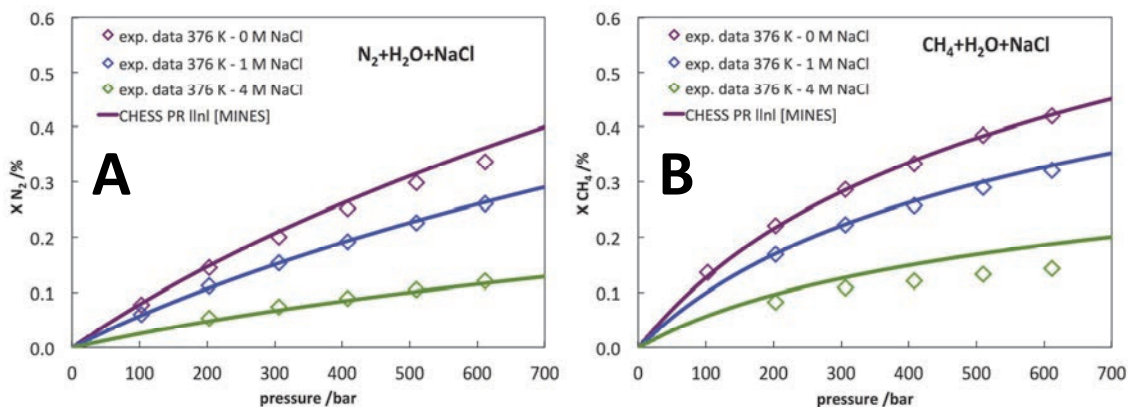 0.6
0.5
0.4
0.3
0.2
0.1
0.0
X N₂ /%
exp. data 376 K - 0 M NaCl
exp. data 376 K - 1 M NaCl
exp. data 376 K - 4 M NaCl
CHESS PR llnl [MINES]
N₂+H₂O+NaCl
A
0 100 200 300 400 500 600 700
pressure /bar
0.6
0.5
0.4
0.3
0.2
0.1
0.0
X CH₄ /%
exp. data 376 K - 0 M NaCl
exp. data 376 K - 1 M NaCl
exp. data 376 K - 4 M NaCl
CHESS PR llnl [MINES]
CH₄+H₂O+NaCl
B
0 100 200 300 400 500 600 700
pressure /bar